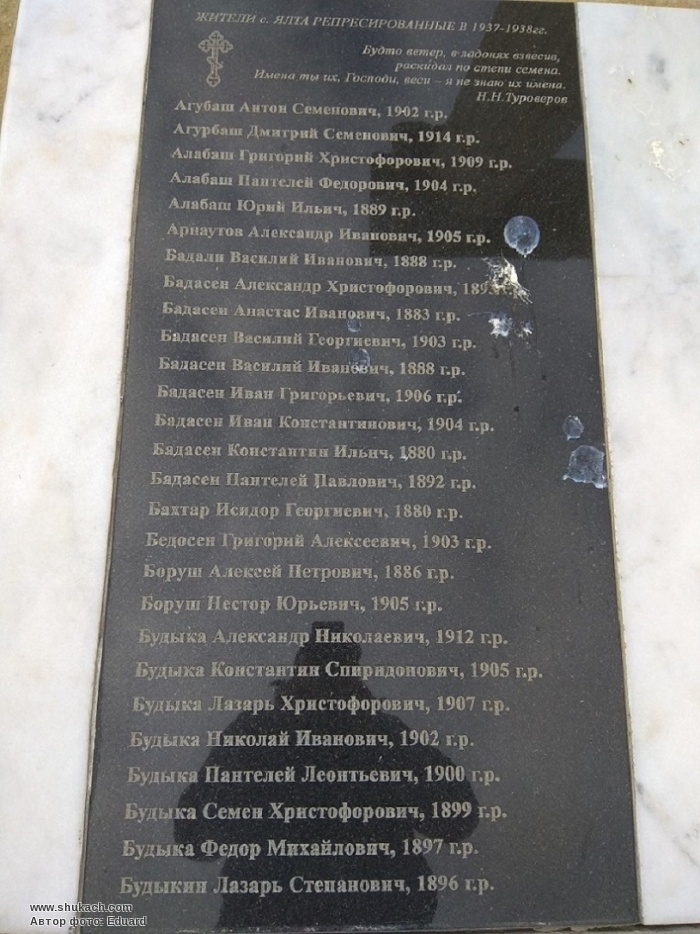 ЖИТЕЛИ с. ЯЛТА РЕПРЕСИРОВАННЫЕ В 1937-1938гг.
Будто ветер, в ладонях взвесив,
раскидал по степи семена.
Имена ты их, Господи, веси – я не знаю их имена.
Н.Н.Туроверов
Агубаш Антон Семенович, 1902 г.р.
Агурбаш Дмитрий Семенович, 1914 г.р.
Алабаш Григорий Христофорович, 1909 г.р.
Алабаш Пантелей Федорович, 1904 г.р.
Алабаш Юрий Ильич, 1889 г.р.
Арнаутов Александр Иванович, 1905 г.р.
Бадали Василий Иванович, 1888 г.р.
Бадасен Александр Христофорович,
Бадасен Анастас Иванович, 1883 г.р.
Бадасен Василий Георгиевич, 1903 г.р.
Бадасен Василий Иванович, 1888 г.р.
Бадасен Иван Григорьевич, 1906 г.р.
Бадасен Иван Константинович, 1904 г.р.
Бадасен Константин Ильич, 1880 г.р.
Бадасен Пантелей Павлович, 1892 г.р.
Бахтар Исидор Георгиевич, 1880 г.р.
Бедосен Григорий Алексеевич, 1903 г.р.
Боруш Алексей Петрович, 1886 г.р.
Боруш Нестор Юрьевич, 1905 г.р.
Будыка Александр Николаевич, 1912 г.р.
Будыка Константин Спиридонович, 1905 г.р.
Будыка Лазарь Христофорович, 1907 г.р.
Будыка Николай Иванович, 1902 г.р.
Будыка Пантелей Леонтьевич, 1900 г.р.
Будыка Семен Христофорович, 1899 г.р.
Будыка Федор Михайлович, 1897 г.р.
Будыкин Лазарь Степанович, 1896 г.р.
www.shukach.com
Автор фото: Eduard